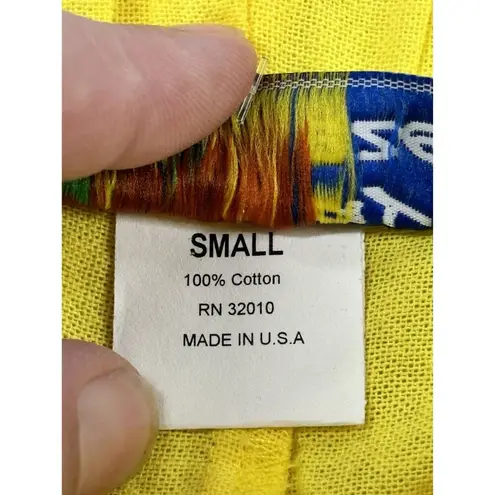 SMALL
100% Cotton
RN 32010
MADE IN U.S.A